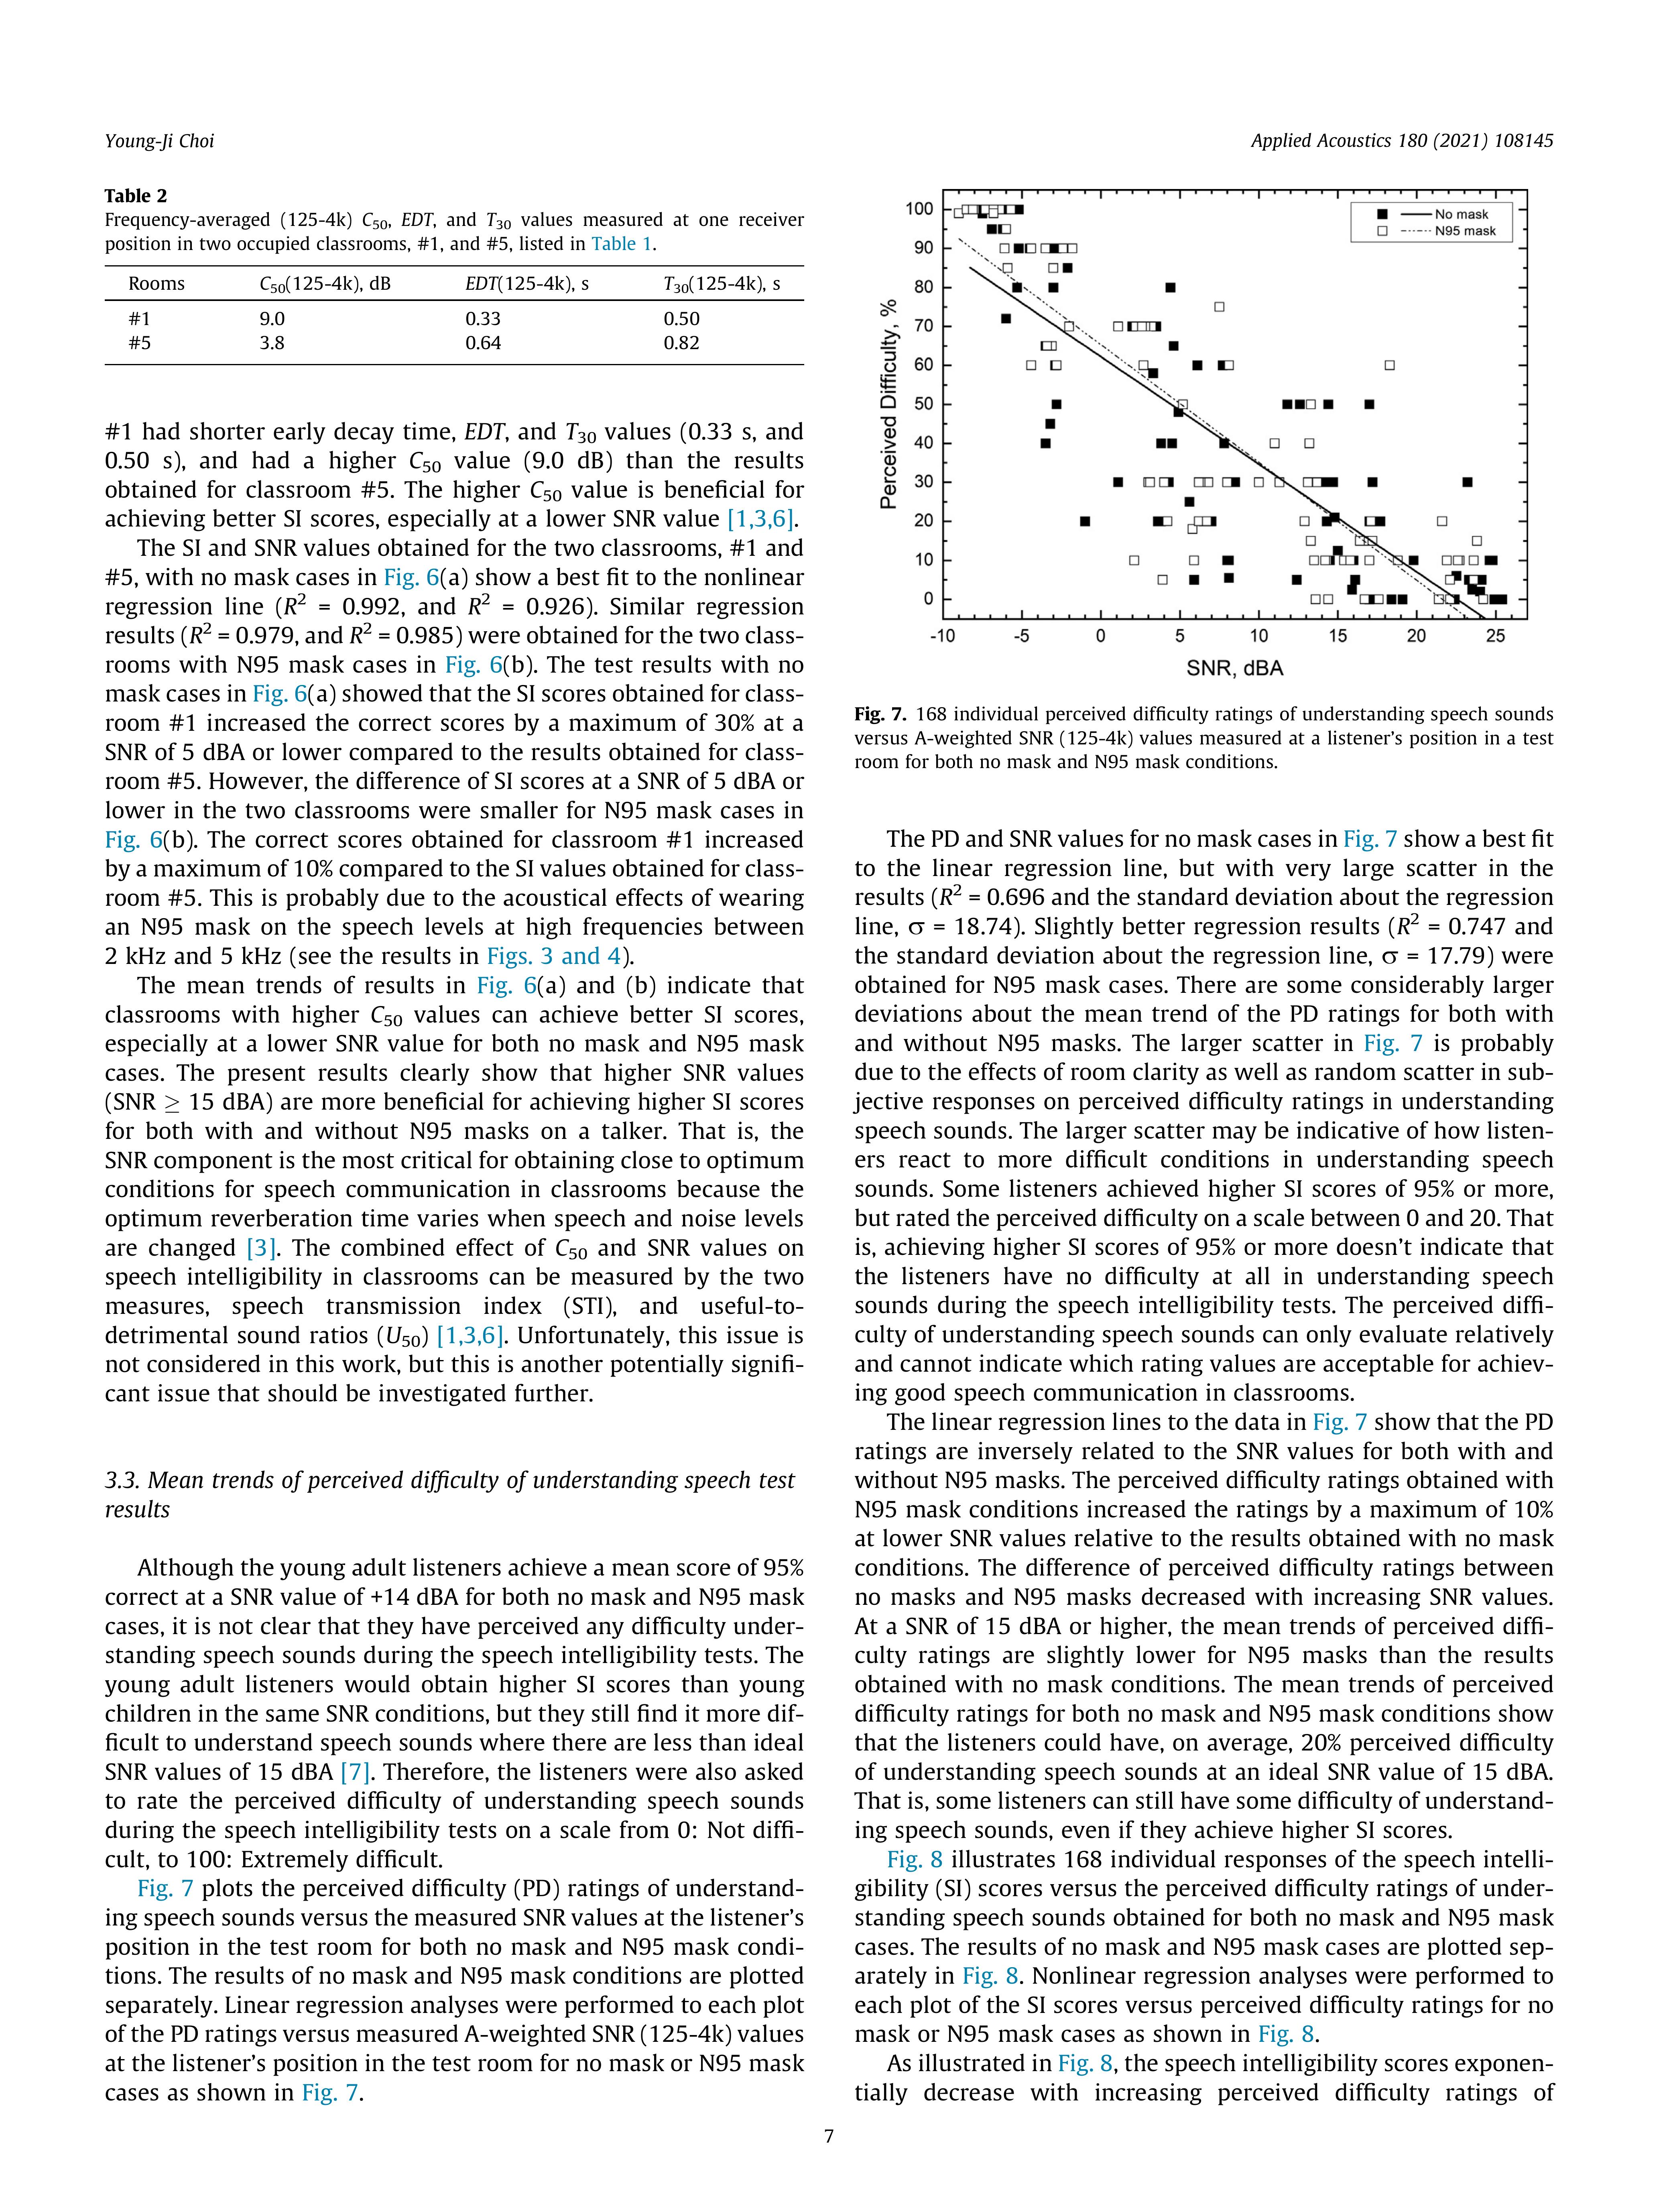 Young-Ji Choi
Applied Acoustics 180 (2021) 108145
Table 2
Frequency-averaged (125-4k) C50, EDT, and T30 values measured at one receiver
position in two occupied classrooms, #1, and #5, listed in Table 1.
Rooms C50(125-4k), dB EDT(125-4k), s T30(125-4k), s
#1 9.0 0.33 0.50
#5 3.8 0.64 0.82
#1 had shorter early decay time, EDT, and T30 values (0.33 s, and
0.50 s), and had a higher C50 value (9.0 dB) than the results
obtained for classroom #5. The higher C50 value is beneficial for
achieving better SI scores, especially at a lower SNR value [1,3,6].
The SI and SNR values obtained for the two classrooms, #1 and
#5, with no mask cases in Fig. 6(a) show a best fit to the nonlinear
regression line (R² = 0.992, and R² = 0.926). Similar regression
results (R² = 0.979, and R² = 0.985) were obtained for the two class-
rooms with N95 mask cases in Fig. 6(b). The test results with no
mask cases in Fig. 6(a) showed that the SI scores obtained for class-
room #1 increased the correct scores by a maximum of 30% at a
SNR of 5 dBA or lower compared to the results obtained for class-
room #5. However, the difference of SI scores at a SNR of 5 dBA or
lower in the two classrooms were smaller for N95 mask cases in
Fig. 6(b). The correct scores obtained for classroom #1 increased
by a maximum of 10% compared to the SI values obtained for class-
room #5. This is probably due to the acoustical effects of wearing
an N95 mask on the speech levels at high frequencies between
2 kHz and 5 kHz (see the results in Figs. 3 and 4).
The mean trends of results in Fig. 6(a) and (b) indicate that
classrooms with higher C50 values can achieve better SI scores,
especially at a lower SNR value for both no mask and N95 mask
cases. The present results clearly show that higher SNR values
(SNR ≥ 15 dBA) are more beneficial for achieving higher SI scores
for both with and without N95 masks on a talker. That is, the
SNR component is the most critical for obtaining close to optimum
conditions for speech communication in classrooms because the
optimum reverberation time varies when speech and noise levels
are changed [3]. The combined effect of C50 and SNR values on
speech intelligibility in classrooms can be measured by the two
measures, speech transmission index (STI), and useful-to-
detrimental sound ratios (U50) [1,3,6]. Unfortunately, this issue is
not considered in this work, but this is another potentially signifi-
cant issue that should be investigated further.
3.3. Mean trends of perceived difficulty of understanding speech test
results
Although the young adult listeners achieve a mean score of 95%
correct at a SNR value of +14 dBA for both no mask and N95 mask
cases, it is not clear that they have perceived any difficulty under-
standing speech sounds during the speech intelligibility tests. The
young adult listeners would obtain higher SI scores than young
children in the same SNR conditions, but they still find it more dif-
ficult to understand speech sounds where there are less than ideal
SNR values of 15 dBA [7]. Therefore, the listeners were also asked
to rate the perceived difficulty of understanding speech sounds
during the speech intelligibility tests on a scale from 0: Not diffi-
cult, to 100: Extremely difficult.
Fig. 7 plots the perceived difficulty (PD) ratings of understand-
ing speech sounds versus the measured SNR values at the listener's
position in the test room for both no mask and N95 mask condi-
tions. The results of no mask and N95 mask conditions are plotted
separately. Linear regression analyses were performed to each plot
of the PD ratings versus measured A-weighted SNR (125-4k) values
at the listener's position in the test room for no mask or N95 mask
cases as shown in Fig. 7.
Perceived Difficulty, %
100
90
80
70
60
50
40
30
20
10
0
No mask
N95 mask
-10 -5 0 5 10 15 20 25
SNR, dBA
Fig. 7. 168 individual perceived difficulty ratings of understanding speech sounds
versus A-weighted SNR (125-4k) values measured at a listener's position in a test
room for both no mask and N95 mask conditions.
The PD and SNR values for no mask cases in Fig. 7 show a best fit
to the linear regression line, but with very large scatter in the
results (R² = 0.696 and the standard deviation about the regression
line, σ = 18.74). Slightly better regression results (R² = 0.747 and
the standard deviation about the regression line, σ = 17.79) were
obtained for N95 mask cases. There are some considerably larger
deviations about the mean trend of the PD ratings for both with
and without N95 masks. The larger scatter in Fig. 7 is probably
due to the effects of room clarity as well as random scatter in sub-
jective responses on perceived difficulty ratings in understanding
speech sounds. The larger scatter may be indicative of how listen-
ers react to more difficult conditions in understanding speech
sounds. Some listeners achieved higher SI scores of 95% or more,
but rated the perceived difficulty on a scale between 0 and 20. That
is, achieving higher SI scores of 95% or more doesn't indicate that
the listeners have no difficulty at all in understanding speech
sounds during the speech intelligibility tests. The perceived diffi-
culty of understanding speech sounds can only evaluate relatively
and cannot indicate which rating values are acceptable for achiev-
ing good speech communication in classrooms.
The linear regression lines to the data in Fig. 7 show that the PD
ratings are inversely related to the SNR values for both with and
without N95 masks. The perceived difficulty ratings obtained with
N95 mask conditions increased the ratings by a maximum of 10%
at lower SNR values relative to the results obtained with no mask
conditions. The difference of perceived difficulty ratings between
no masks and N95 masks decreased with increasing SNR values.
At a SNR of 15 dBA or higher, the mean trends of perceived diffi-
culty ratings are slightly lower for N95 masks than the results
obtained with no mask conditions. The mean trends of perceived
difficulty ratings for both no mask and N95 mask conditions show
that the listeners could have, on average, 20% perceived difficulty
of understanding speech sounds at an ideal SNR value of 15 dBA.
That is, some listeners can still have some difficulty of understand-
ing speech sounds, even if they achieve higher SI scores.
Fig. 8 illustrates 168 individual responses of the speech intelli-
gibility (SI) scores versus the perceived difficulty ratings of under-
standing speech sounds obtained for both no mask and N95 mask
cases. The results of no mask and N95 mask cases are plotted sep-
arately in Fig. 8. Nonlinear regression analyses were performed to
each plot of the SI scores versus perceived difficulty ratings for no
mask or N95 mask cases as shown in Fig. 8.
As illustrated in Fig. 8, the speech intelligibility scores exponen-
tially decrease with increasing perceived difficulty ratings of
7